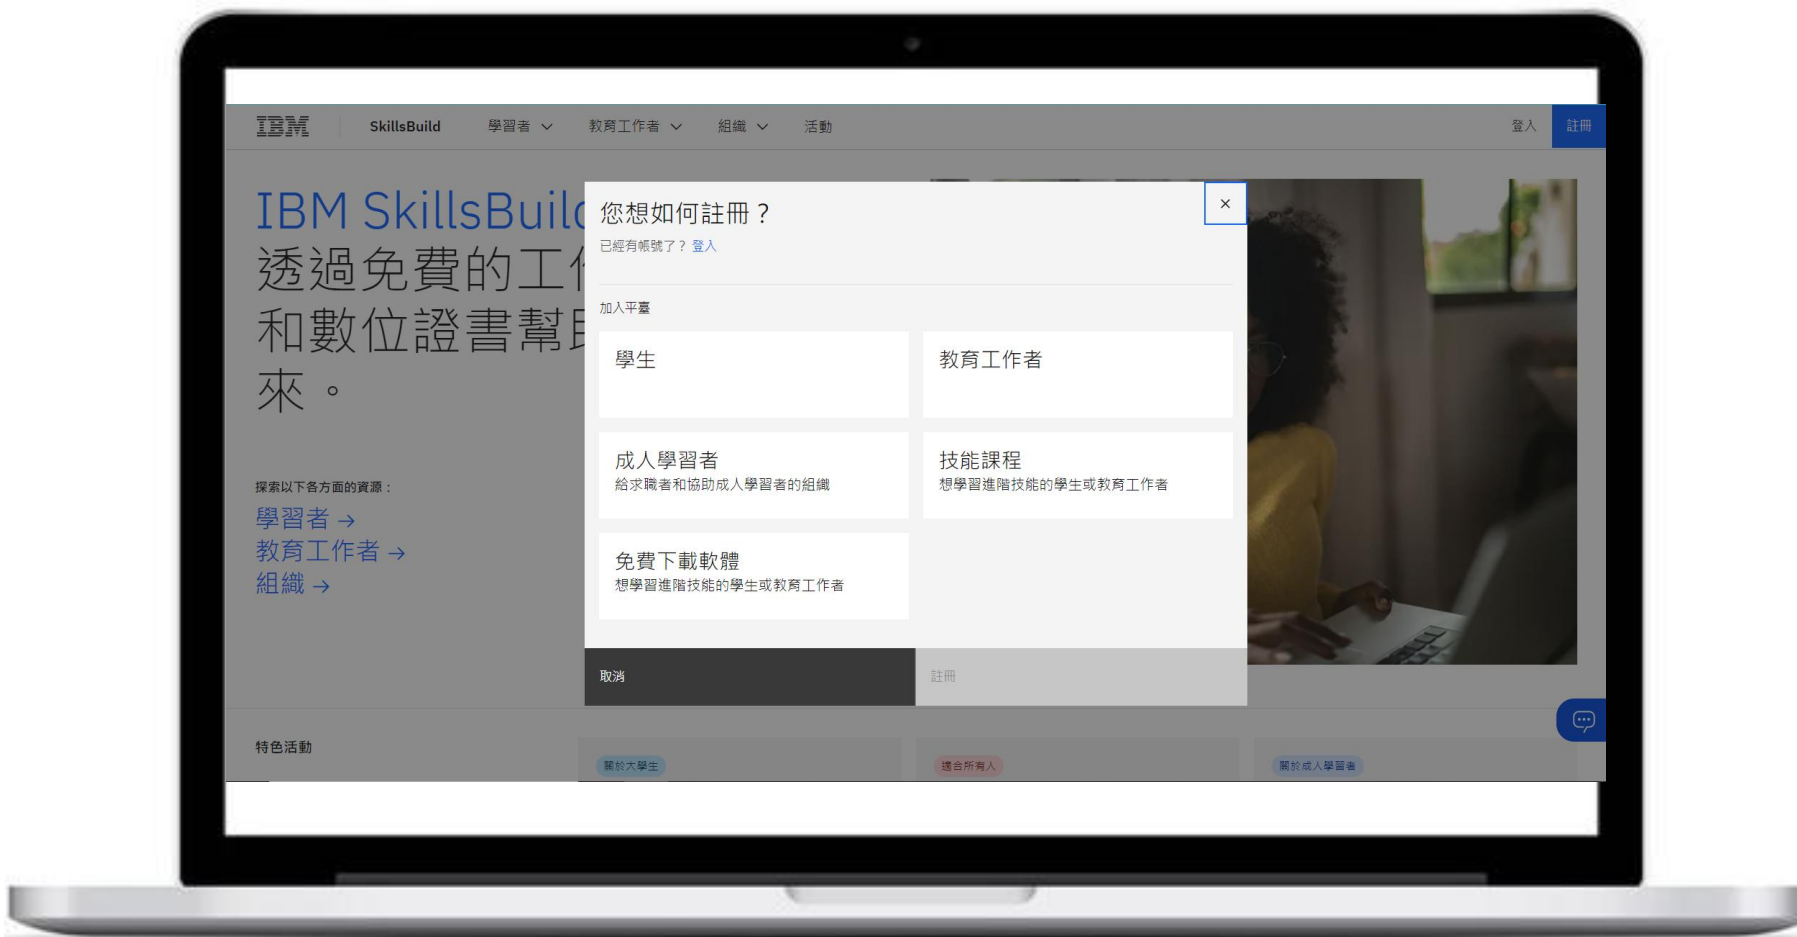 IBM
SkillsBuild 學習者 教育工作者 組織 活動 登入 註冊
IBM SkillsBuild
透過免費的工作
和數位證書幫
來。
探索以下各方面的資源：
學習者 →
教育工作者 →
組織 →
您想如何註冊？
×
已經有帳號了？登入
加入平臺
學生
教育工作者
成人學習者
給求職者和協助成人學習者的組織
技能課程
想學習進階技能的學生或教育工作者
免費下載軟體
想學習進階技能的學生或教育工作者
取消
註冊
特色活動
關於大學生
適合所有人
關於成人學習者